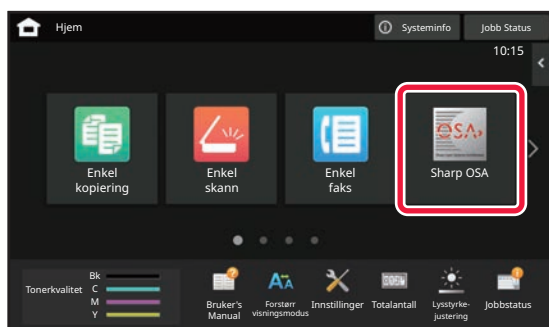 Hjem
Systeminfo
Jobb Status
10:15
Enkel
kopiering
Enkel
skann
Enkel
faks
OSA
Sharp OSA
Tonerkvalitet
Bk
C
M
Y
Bruker's
Manual
Forstørr
visningsmodus
Innstillinger
Totalantall
Lysstyrke-
justering
Jobbstatus